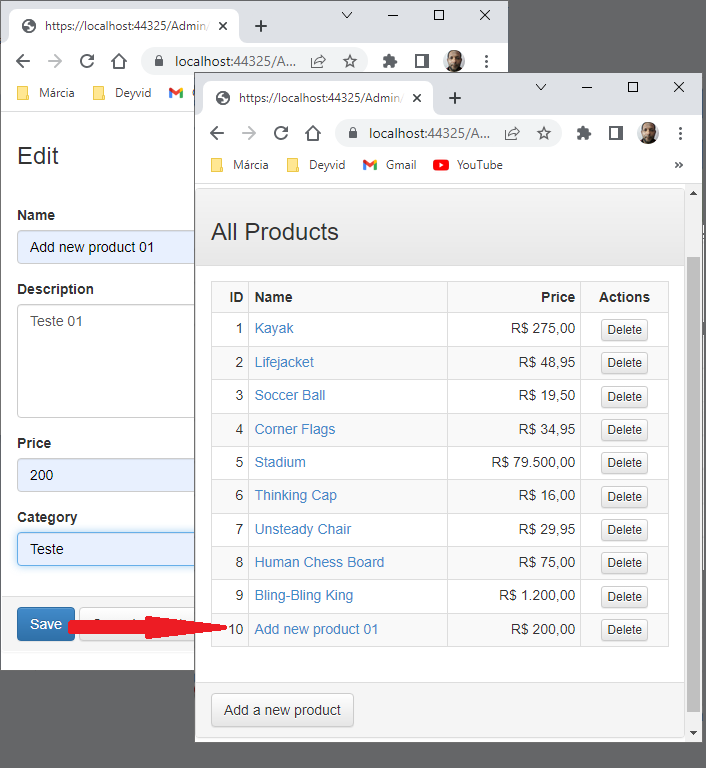 https://localhost:44325/Admin/
localhost:44325/A...
Márcia
Deyvid
Edit
Name
Add new product 01
Description
Teste 01
Price
200
Category
Teste
Save
https://localhost:44325/Admin/
localhost:44325/A...
Márcia
Deyvid
Gmail
YouTube
»
All Products
ID Name Price Actions
1 Kayak R$ 275,00 Delete
2 Lifejacket R$ 48,95 Delete
3 Soccer Ball R$ 19,50 Delete
4 Corner Flags R$ 34,95 Delete
5 Stadium R$ 79.500,00 Delete
6 Thinking Cap R$ 16,00 Delete
7 Unsteady Chair R$ 29,95 Delete
8 Human Chess Board R$ 75,00 Delete
9 Bling-Bling King R$ 1.200,00 Delete
10 Add new product 01 R$ 200,00 Delete
Add a new product